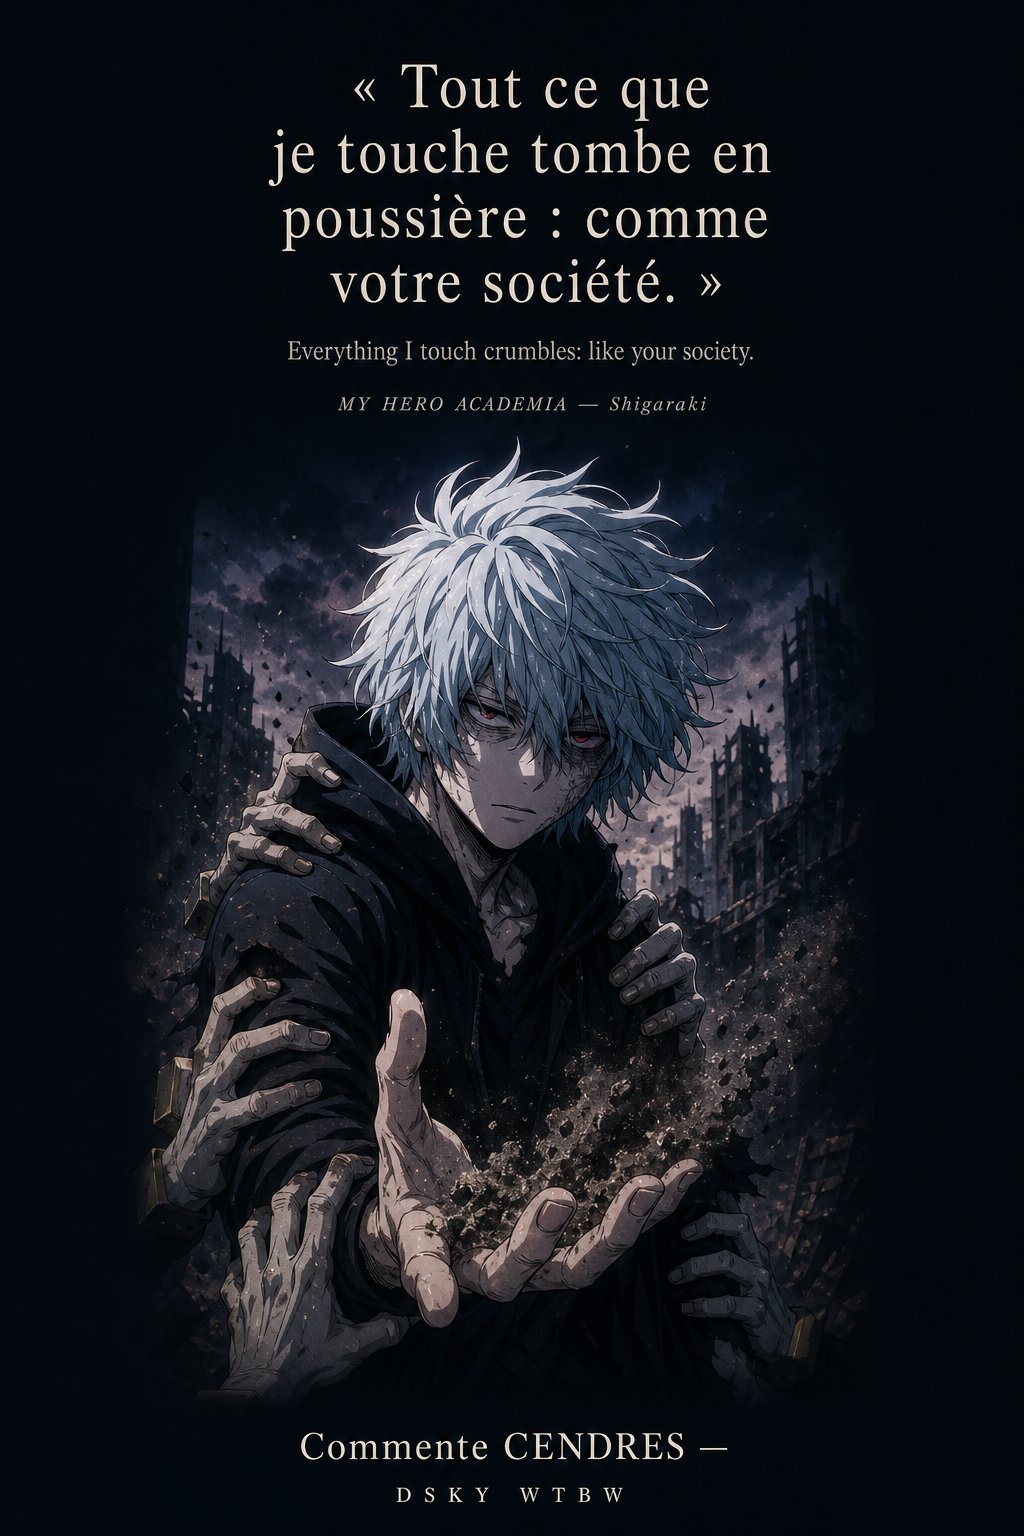 « Tout ce que
je touche tombe en
poussière : comme
votre société. »
Everything I touch crumbles: like your society.
MY HERO ACADEMIA — Shigaraki
Commente CENDRES —
DSKY WTBW